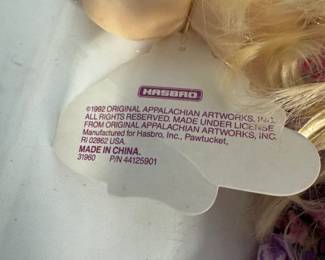 HASBRO
©1992 ORIGINAL APPALACHIAN ARTWORKS, INC.
ALL RIGHTS RESERVED. MADE UNDER LICENSE
FROM ORIGINAL APPALACHIAN ARTWORKS, INC.
Manufactured for Hasbro, Inc., Pawtucket,
RI 02862 USA.
MADE IN CHINA.
31960 P/N 44125901